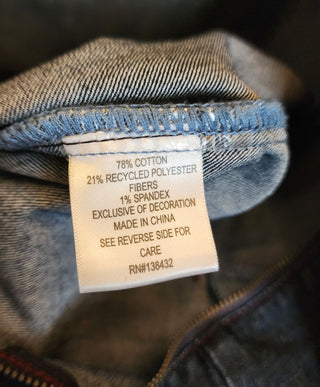 78% COTTON
21% RECYCLED POLYESTER
FIBERS
1% SPANDEX
EXCLUSIVE OF DECORATION
MADE IN CHINA
SEE REVERSE SIDE FOR
CARE
RN#138432